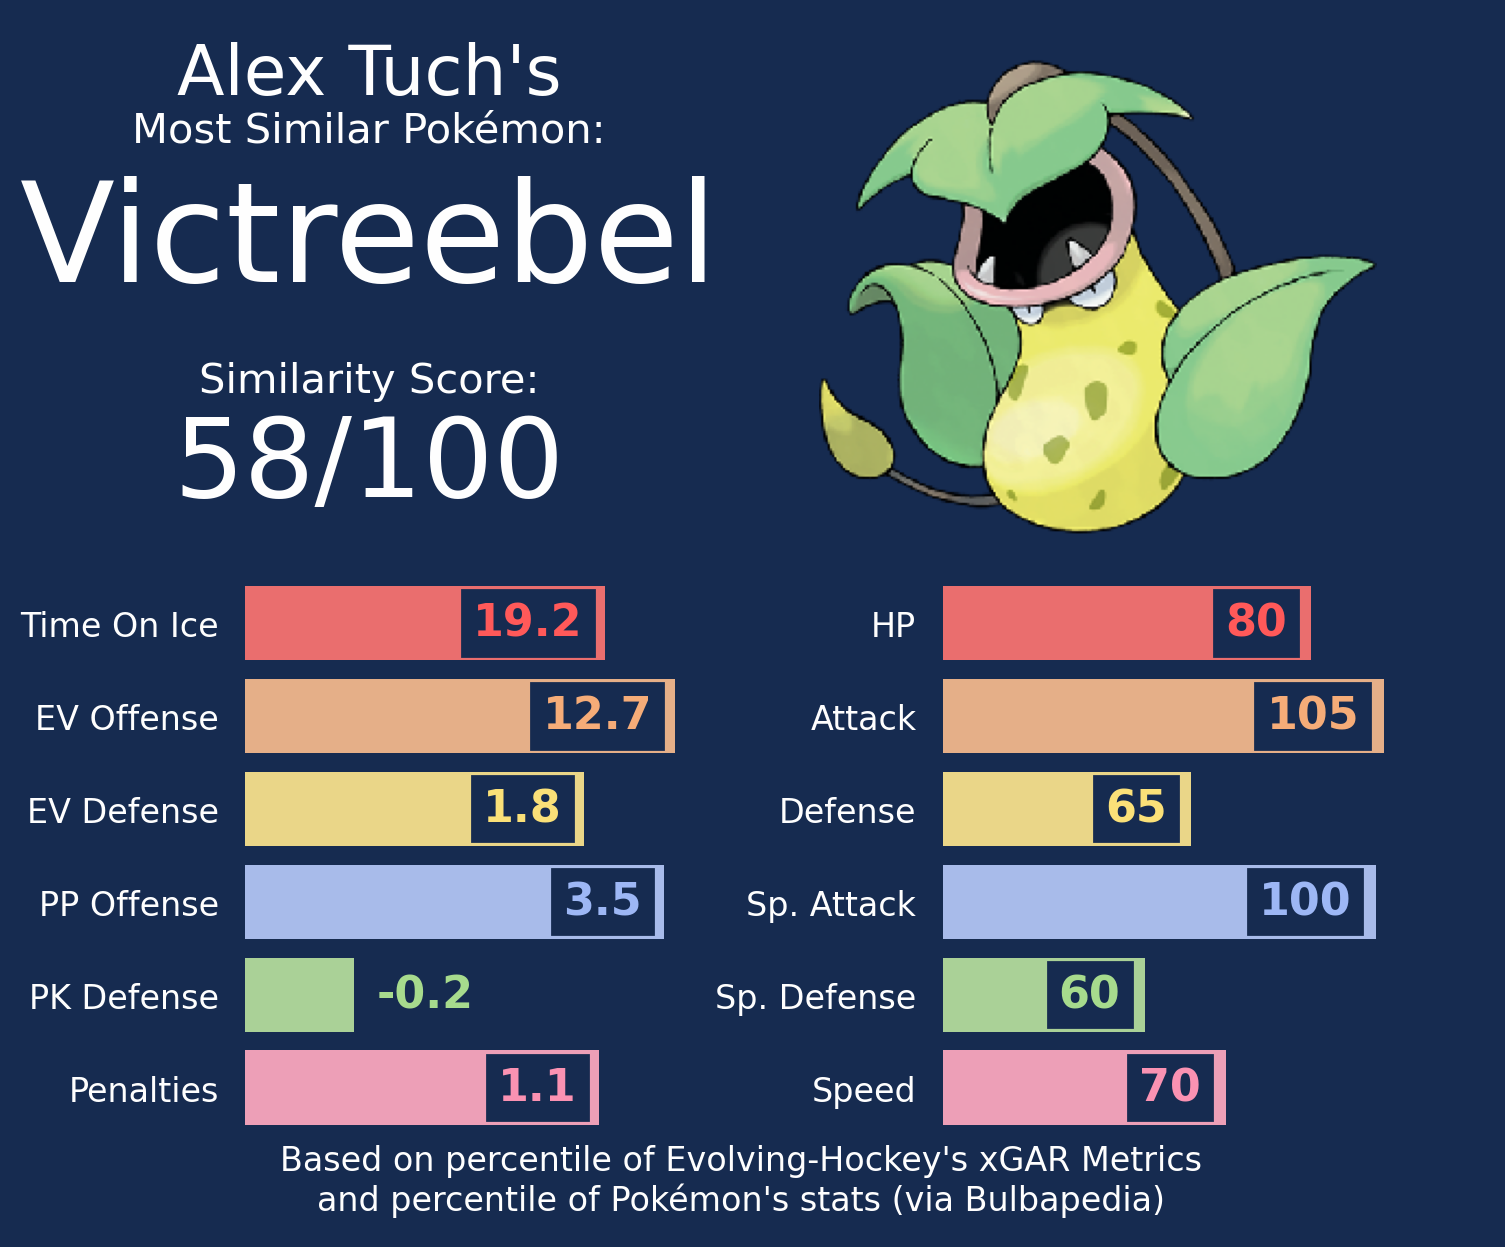 Alex Tuch's
Most Similar Pokémon:
Victreebel
Similarity Score:
58/100
Time On Ice 19.2
EV Offense 12.7
EV Defense 1.8
PP Offense 3.5
PK Defense -0.2
Penalties 1.1
HP 80
Attack 105
Defense 65
Sp. Attack 100
Sp. Defense 60
Speed 70
Based on percentile of Evolving-Hockey's xGAR Metrics
and percentile of Pokémon's stats (via Bulbapedia)